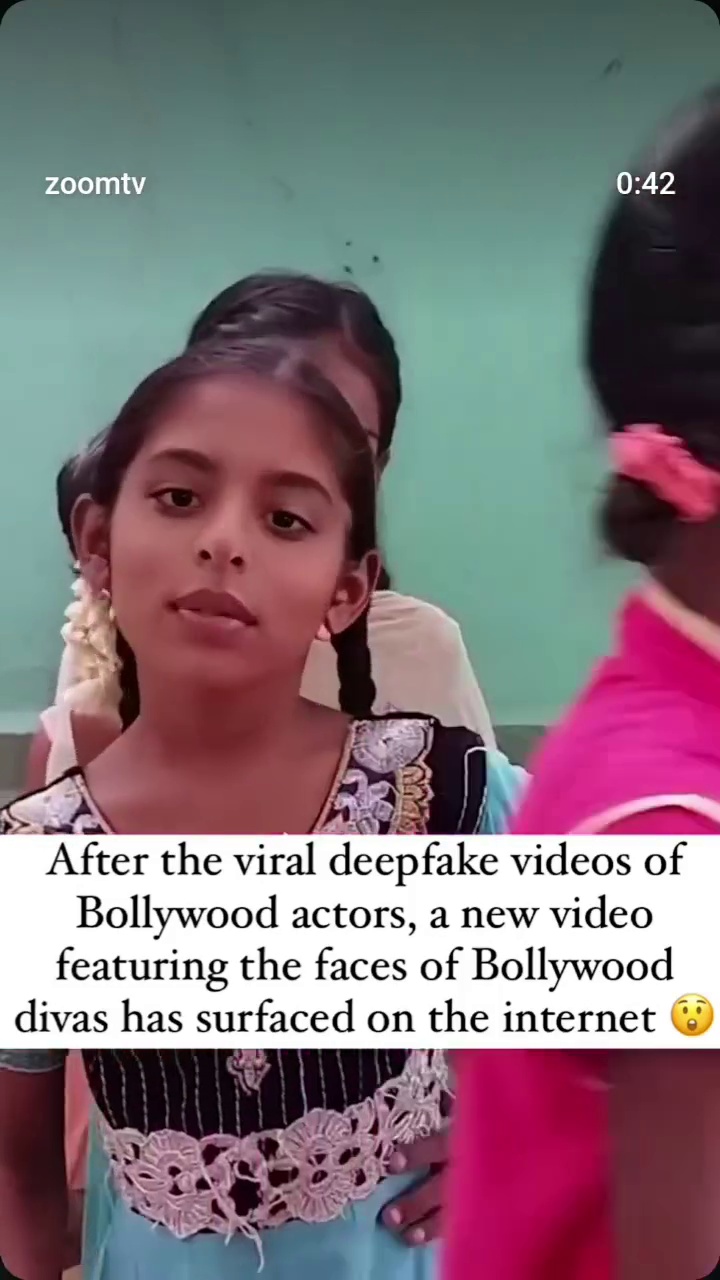 zoomtv
0:42
After the viral deepfake videos of
Bollywood actors, a new video
featuring the faces of Bollywood
divas has surfaced on the internet 😲